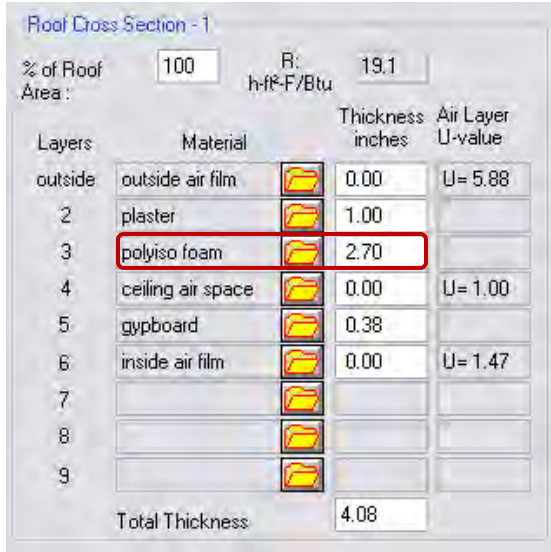 Roof Cross Section - 1
% of Roof Area : 100 R: h-ft²-F/Btu 19.1
Layers Material Thickness inches Air Layer U-value
outside outside air film 0.00 U= 5.88
2 plaster 1.00
3 polyiso foam 2.70
4 ceiling air space 0.00 U= 1.00
5 gypboard 0.38
6 inside air film 0.00 U= 1.47
7
8
9
Total Thickness 4.08